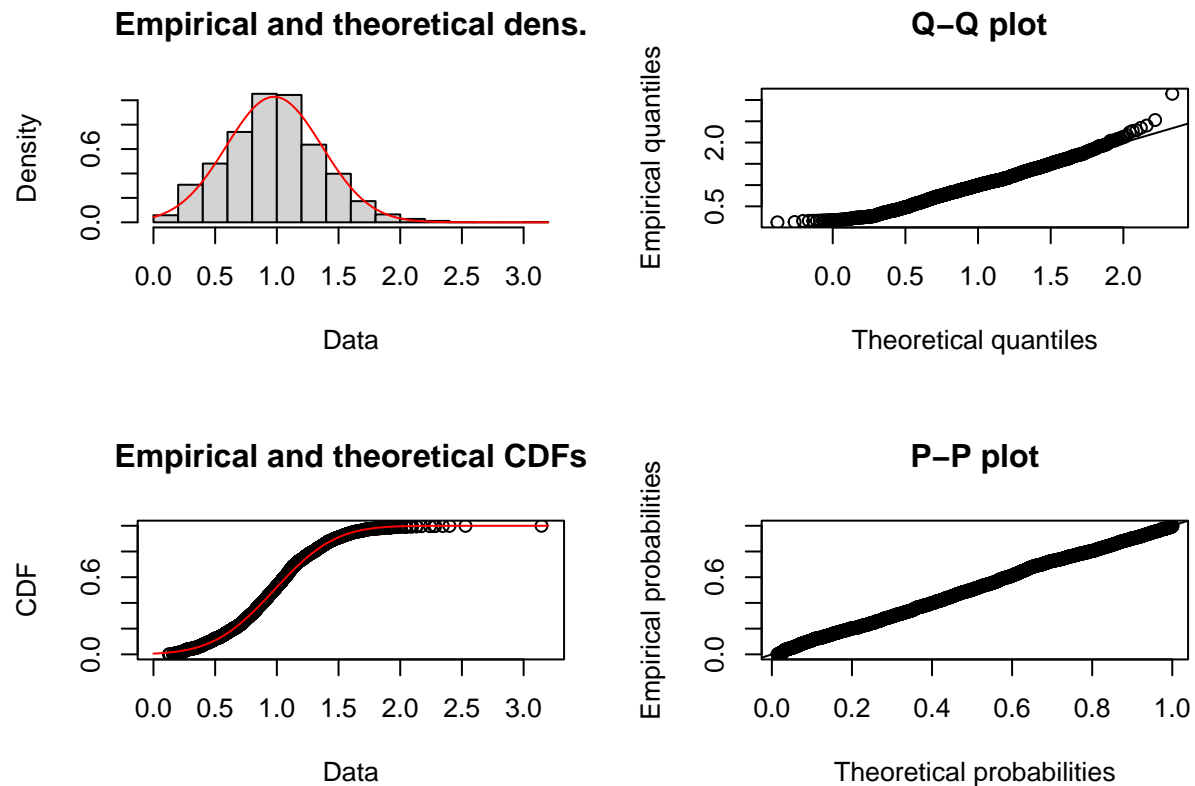 Empirical and theoretical dens.
Density
0.0 0.6
0.0 0.5 1.0 1.5 2.0 2.5 3.0
Data
Q−Q plot
Empirical quantiles
0.5 2.0
0.0 0.5 1.0 1.5 2.0
Theoretical quantiles
Empirical and theoretical CDFs
CDF
0.0 0.6
0.0 0.5 1.0 1.5 2.0 2.5 3.0
Data
P−P plot
Empirical probabilities
0.0 0.6
0.0 0.2 0.4 0.6 0.8 1.0
Theoretical probabilities